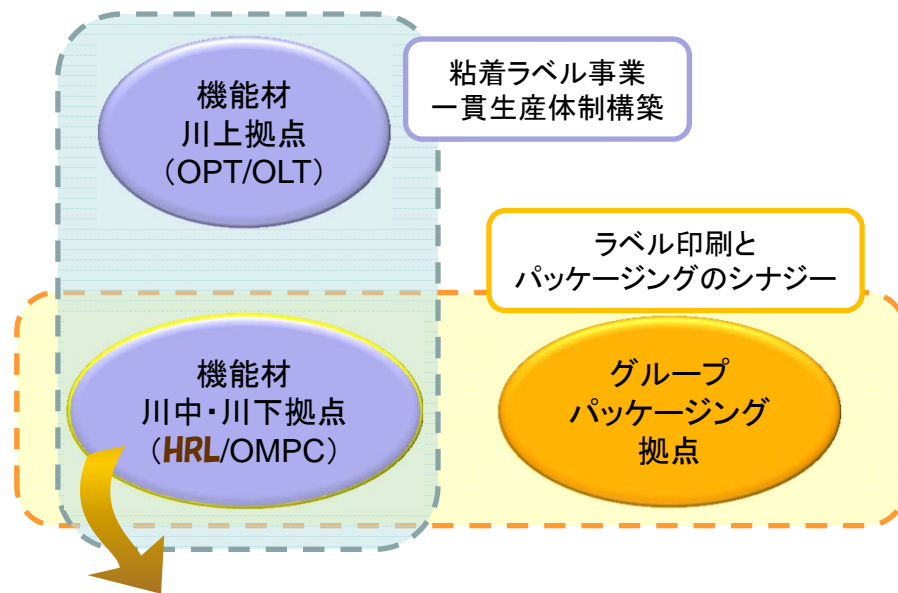 機能材
川上拠点
（OPT/OLT）
粘着ラベル事業
一貫生産体制構築
ラベル印刷と
パッケージングのシナジー
機能材
川中・川下拠点
（HRL/OMPC）
グループ
パッケージング
拠点